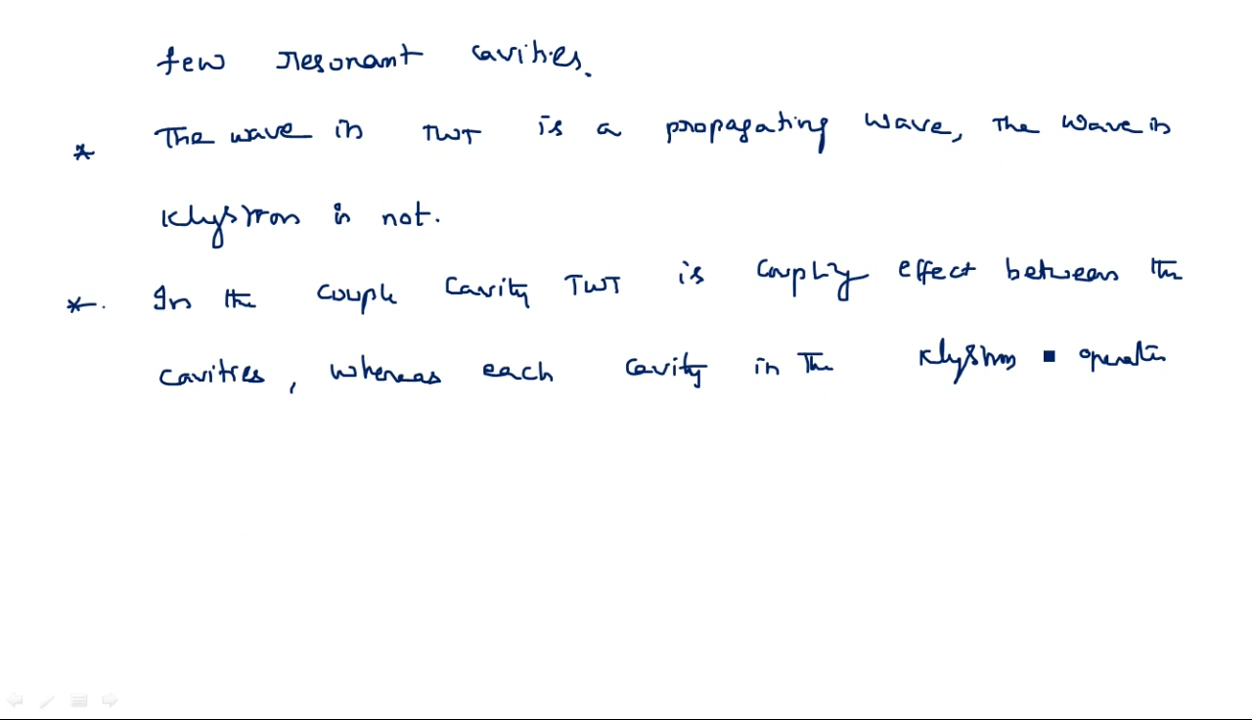 few resonant cavities.
* The wave in TWT is a propagating wave, The wave in
Klystron is not.
*. In the couple cavity TWT is coupling effect between the
cavities, whereas each cavity in The klystron operates